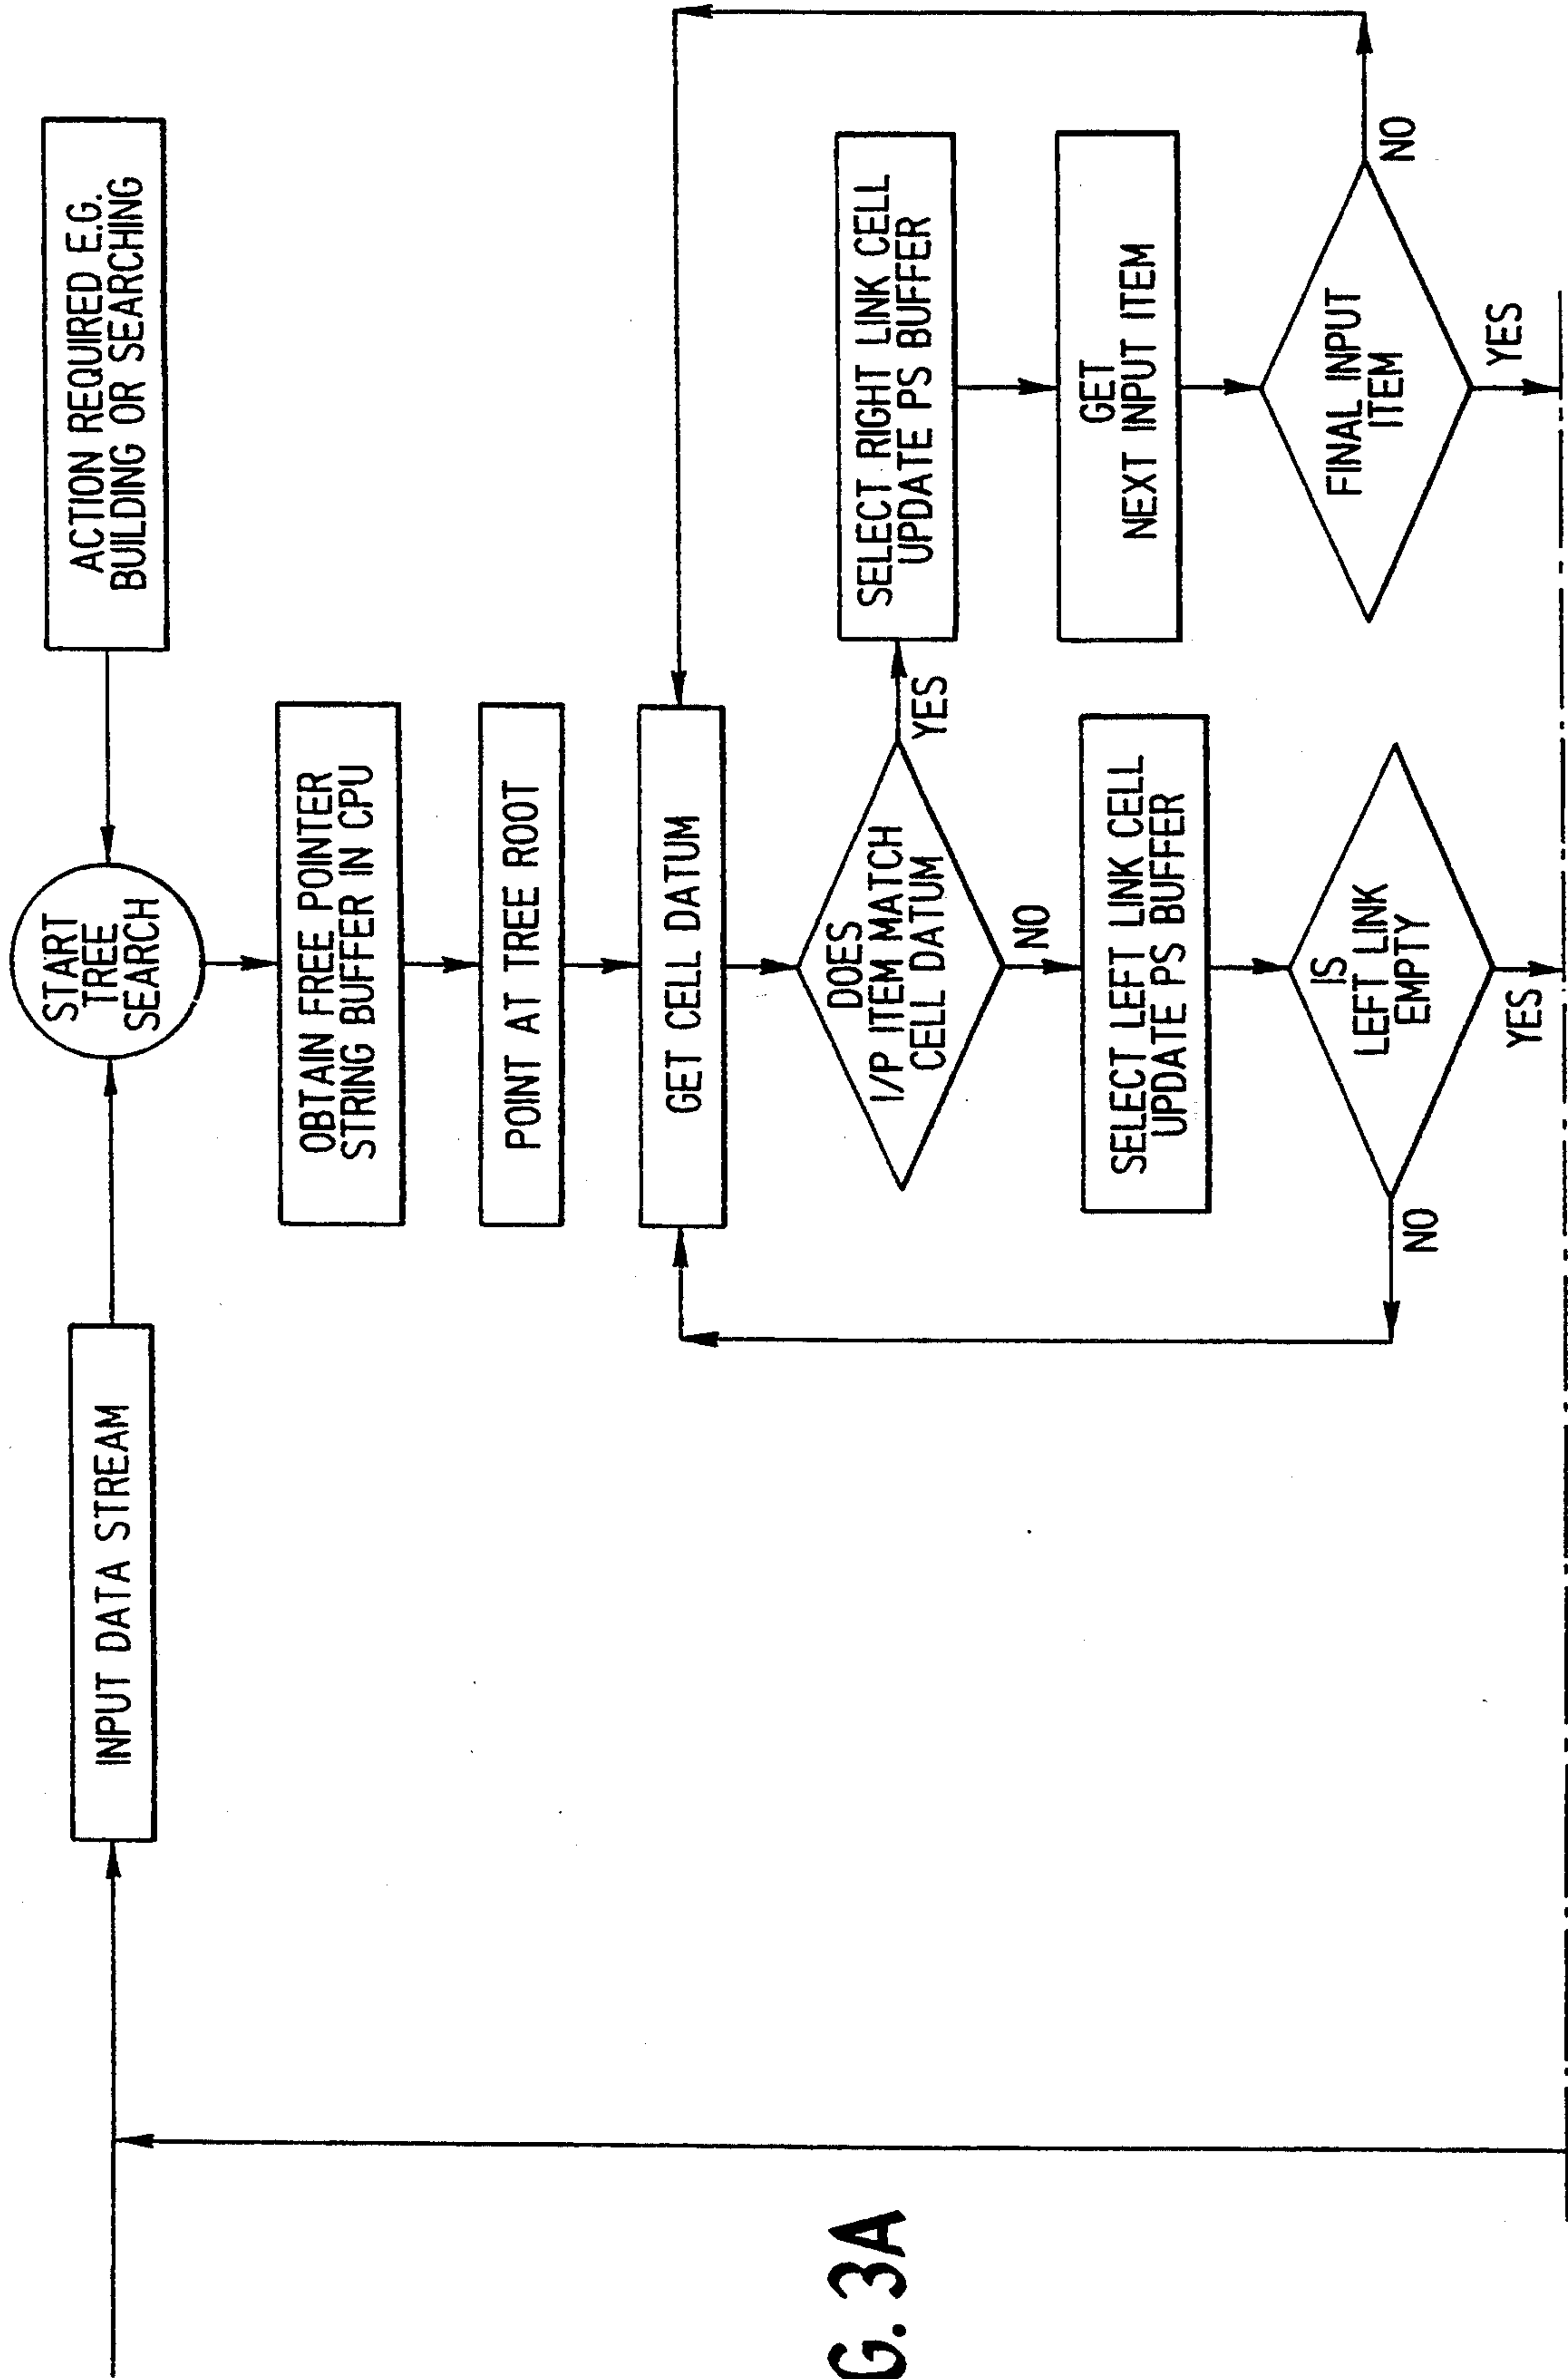 INPUT DATA STREAM
START
TREE
SEARCH
ACTION REQUIRED E.G.
BUILDING OR SEARCHING
OBTAIN FREE POINTER
STRING BUFFER IN CPU
POINT AT TREE ROOT
GET CELL DATUM
DOES
I/P ITEM MATCH
CELL DATUM
YES
NO
SELECT RIGHT LINK CELL
UPDATE PS BUFFER
GET
NEXT INPUT ITEM
FINAL INPUT
ITEM
NO
YES
SELECT LEFT LINK CELL
UPDATE PS BUFFER
IS
LEFT LINK
EMPTY
NO
YES
G. 3A